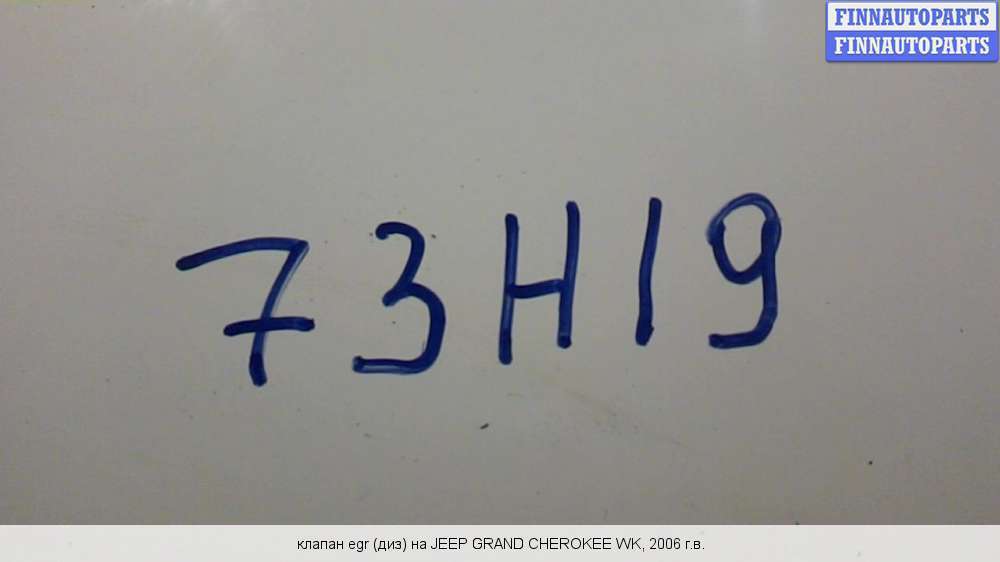 FINNAUTOPARTS
FINNAUTOPARTS
73H19
клапан egr (диз) на JEEP GRAND CHEROKEE WK, 2006 г.в.